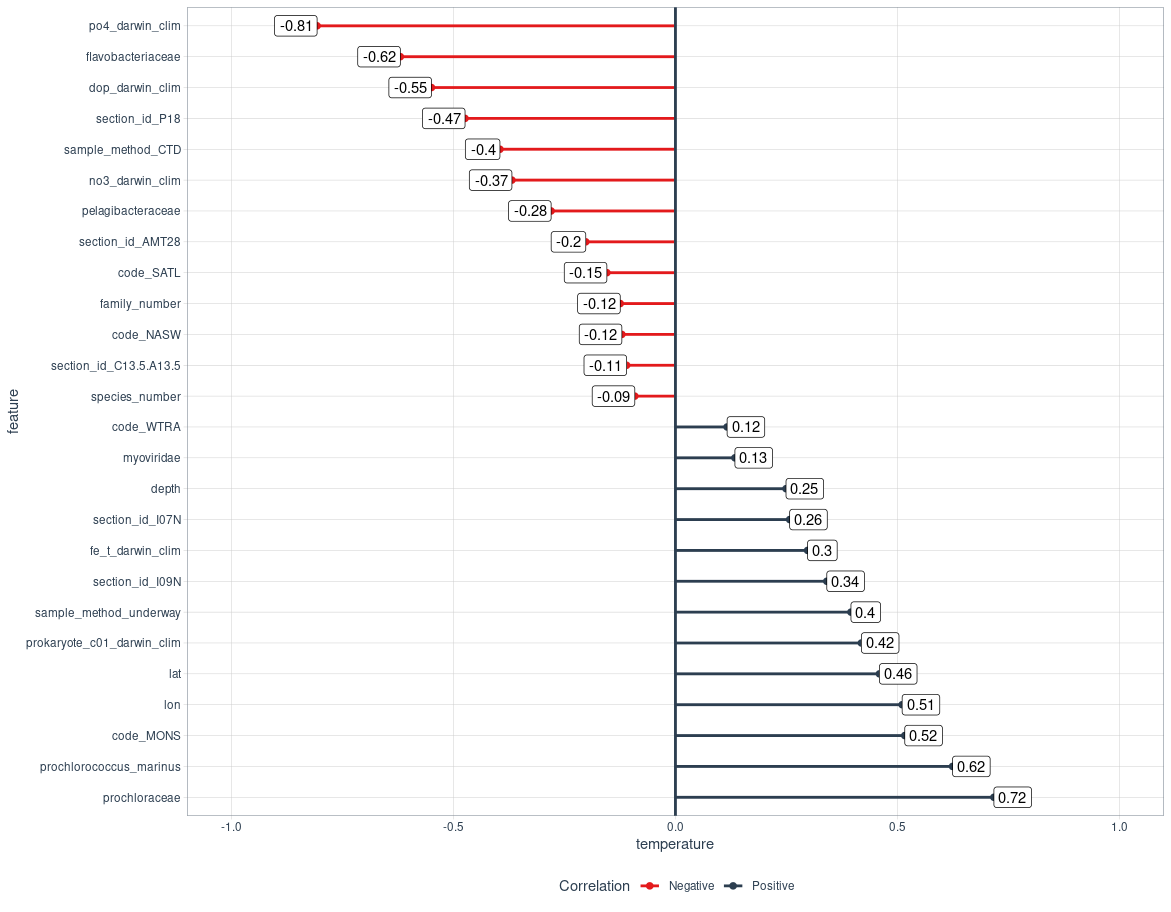 po4_darwin_clim -0.81
flavobacteriaceae -0.62
dop_darwin_clim -0.55
section_id_P18 -0.47
sample_method_CTD -0.4
no3_darwin_clim -0.37
pelagibacteraceae -0.28
section_id_AMT28 -0.2
code_SATL -0.15
family_number -0.12
code_NASW -0.12
section_id_C13.5.A13.5 -0.11
species_number -0.09
code_WTRA 0.12
myoviridae 0.13
depth 0.25
section_id_I07N 0.26
fe_t_darwin_clim 0.3
section_id_I09N 0.34
sample_method_underway 0.4
prokaryote_c01_darwin_clim 0.42
lat 0.46
lon 0.51
code_MONS 0.52
prochlorococcus_marinus 0.62
prochloraceae 0.72
feature
-1.0 -0.5 0.0 0.5 1.0
temperature
Correlation Negative Positive